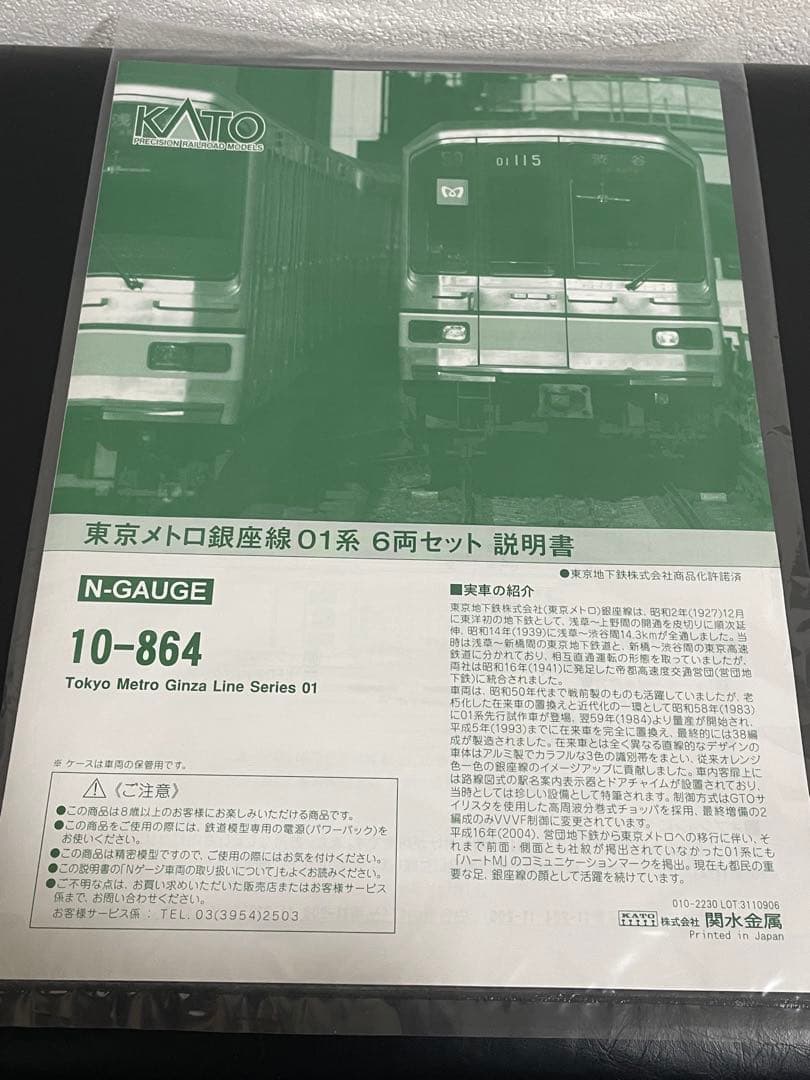 KATO
PRECISION RAILROAD MODELS
01115
渋谷
東京メトロ銀座線01系 6両セット 説明書
●東京地下鉄株式会社商品化許諾済
N-GAUGE
10-864
Tokyo Metro Ginza Line Series 01
※ ケースは車両の保管用です。
⚠《ご注意》
●この商品は8歳以上のお客様にお楽しみいただける商品です。
●この商品をご使用の際には、鉄道模型専用の電源(パワーパック)を
お使いください。
●この商品は精密模型ですので、ご使用の際にはお気を付けください。
●この説明書の「Nゲージ車両の取り扱いについて」もよくお読みください。
●ご不明な点は、お買い求めいただいた販売店またはお客様サービス
係まで、お問い合わせください。
お客様サービス係 : TEL. 03(3954)2503
■実車の紹介
東京地下鉄株式会社(東京メトロ)銀座線は、昭和2年(1927)12月
に東洋初の地下鉄として、浅草〜上野間の開通を皮切りに順次延
伸、昭和14年(1939)に浅草〜渋谷間14.3kmが全通しました。当
時は浅草〜新橋間の東京地下鉄道と、新橋〜渋谷間の東京高速
鉄道に分かれており、相互直通運転の形態を取っていましたが、
両社は昭和16年(1941)に発足した帝都高速度交通営団(営団地
下鉄)に統合されました。
車両は、昭和50年代まで戦前製のものも活躍していましたが、老
朽化した在来車の置換えと近代化の一環として昭和58年(1983)
に01系先行試作車が登場、翌59年(1984)より量産が開始され、
平成5年(1993)までに在来車を完全に置換え、最終的には38編
成が製造されました。在来車とは全く異なる直線的なデザインの
車体はアルミ製でカラフルな3色の識別帯をまとい、従来オレンジ
色一色の銀座線のイメージアップに貢献しました。車内客扉上に
は路線図式の駅名案内表示器とドアチャイムが設置されており、
当時としては珍しい設備として特筆されます。制御方式はGTOサ
イリスタを使用した高周波分巻式チョッパを採用、最終増備の2
編成のみVVVF制御に変更されています。
平成16年(2004)、営団地下鉄から東京メトロへの移行に伴い、そ
れまで前面・側面とも社紋が掲出されていなかった01系にも
「ハートM」のコミュニケーションマークを掲出。現在も都民の重
要な足、銀座線の顔として活躍を続けています。
010-2230 LOT:3110906
KATO 株式会社 関水金属
Printed in Japan